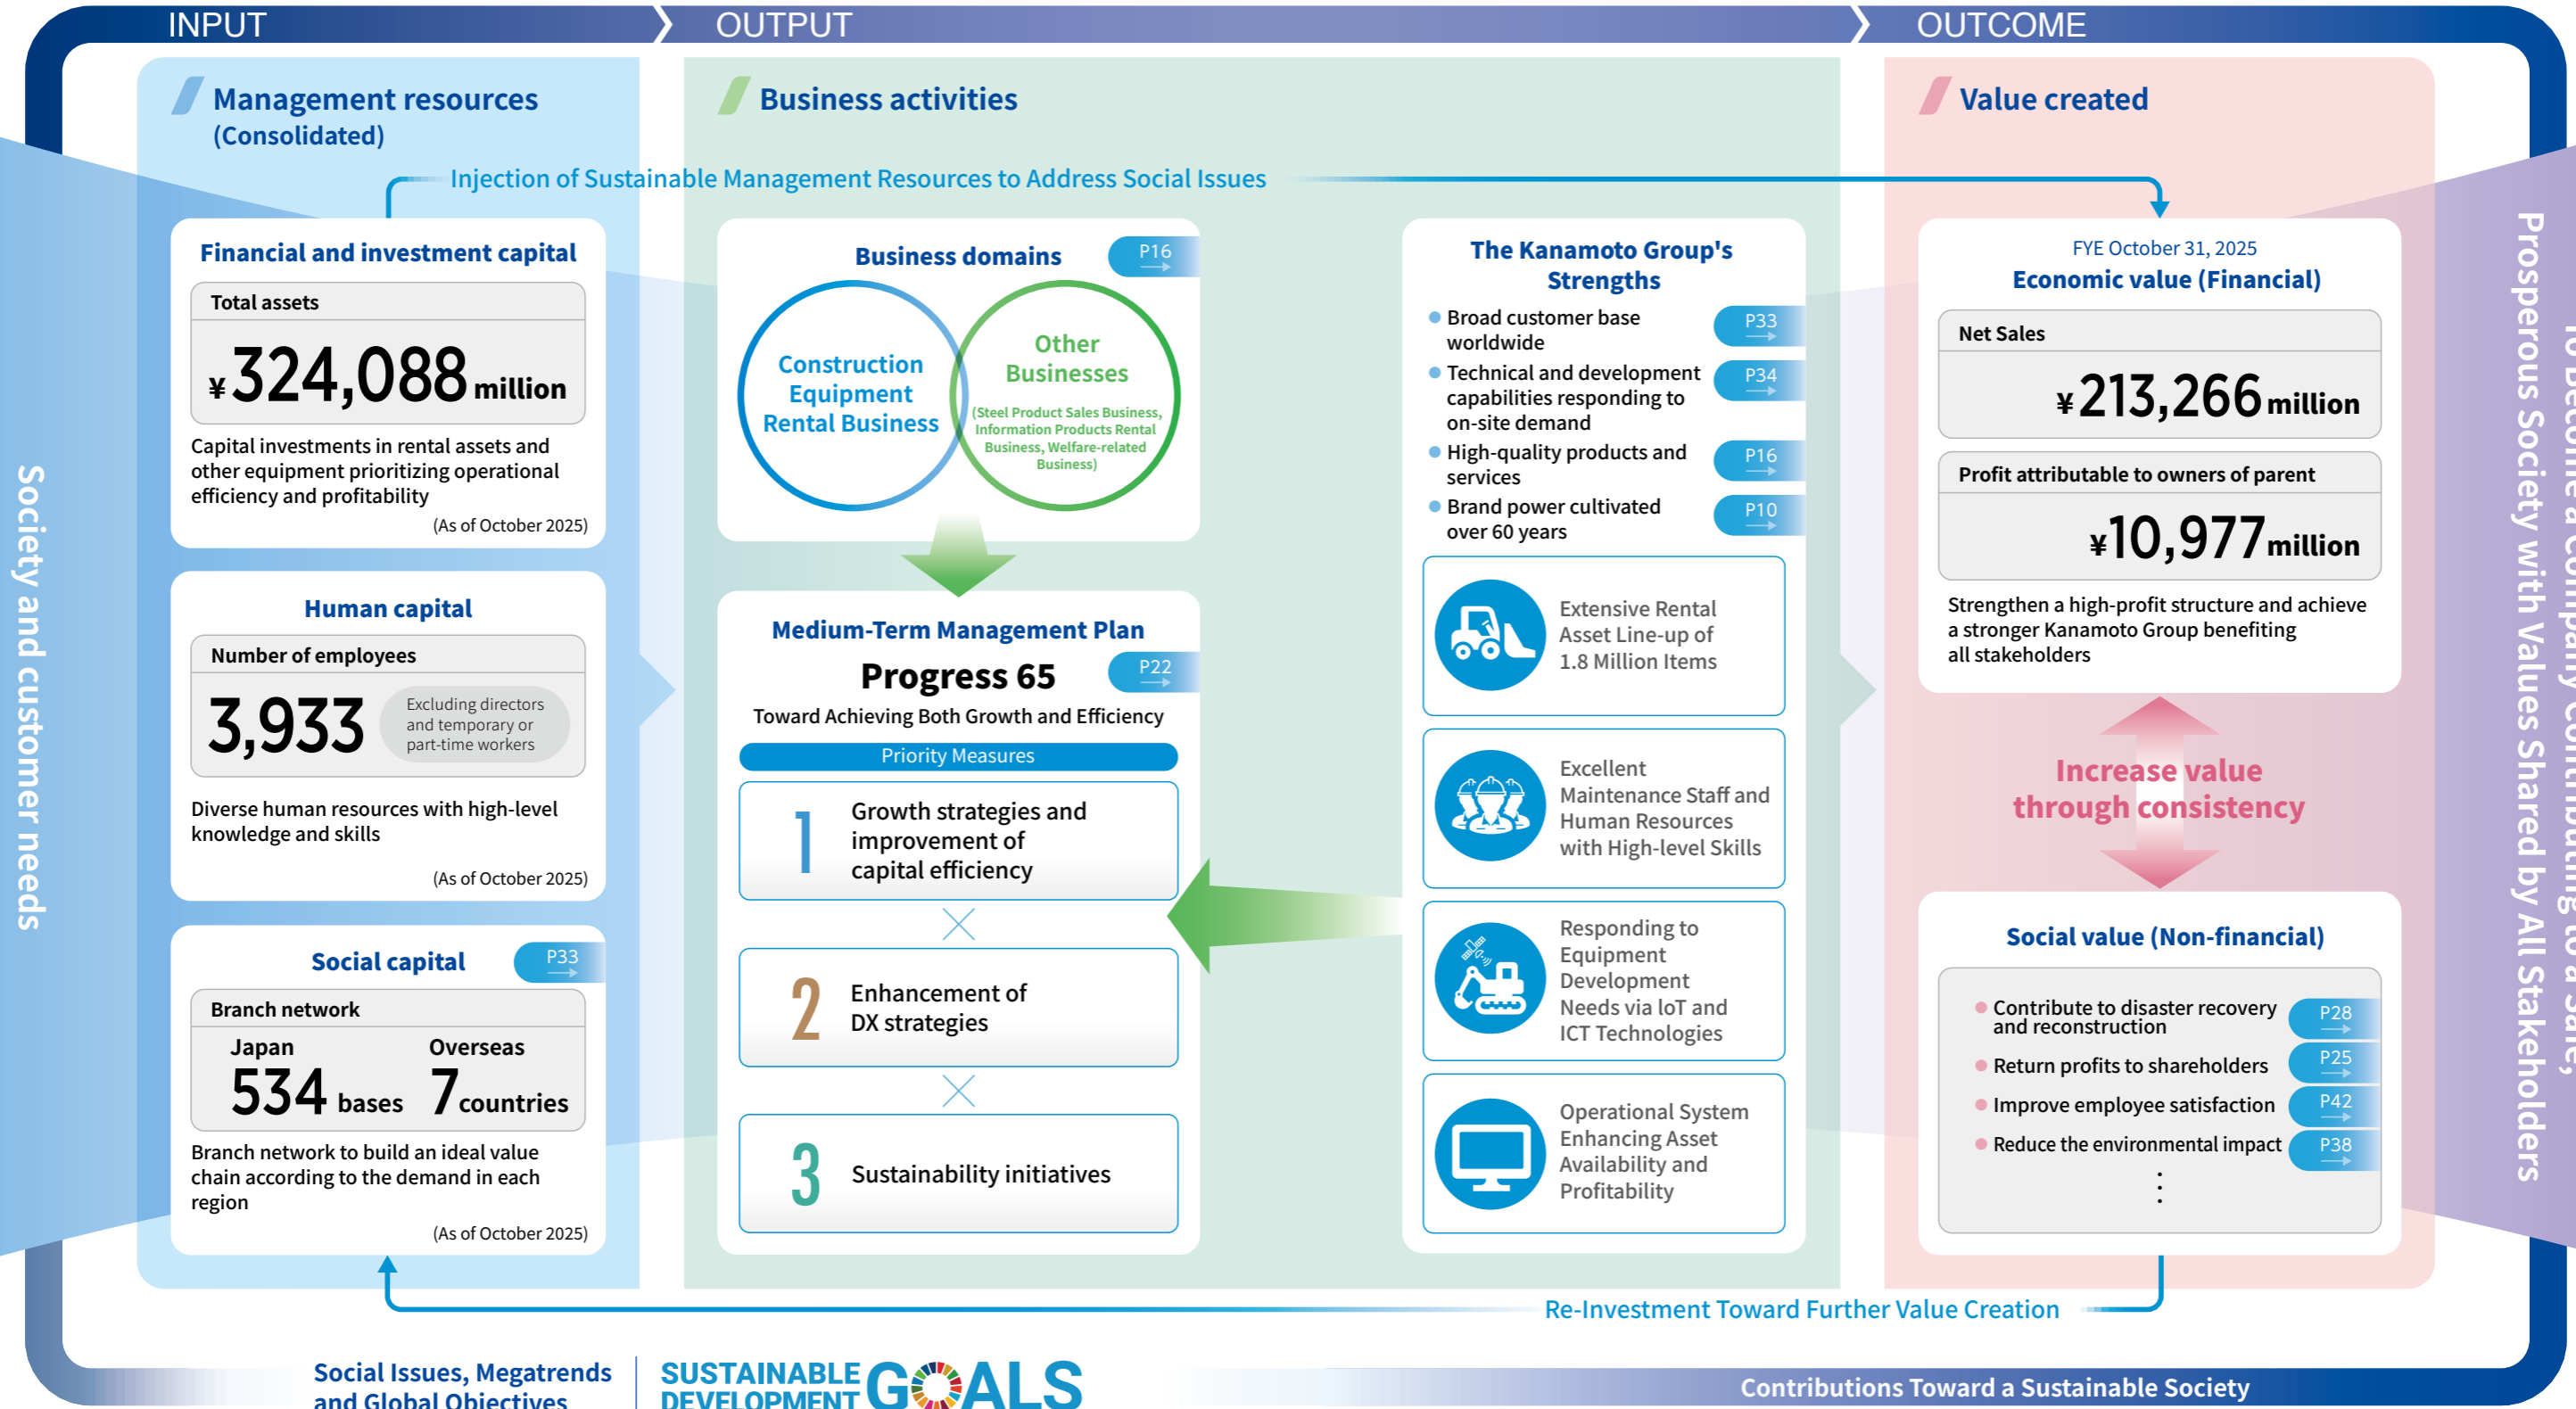 INPUT
OUTPUT
OUTCOME
Society and customer needs
Management resources
(Consolidated)
Injection of Sustainable Management Resources to Address Social Issues
Financial and investment capital
Total assets
¥324,088 million
Capital investments in rental assets and
other equipment prioritizing operational
efficiency and profitability
(As of October 2025)
Human capital
Number of employees
3,933
Excluding directors
and temporary or
part-time workers
Diverse human resources with high-level
knowledge and skills
(As of October 2025)
Social capital
P33
Branch network
Japan
534 bases
Overseas
7 countries
Branch network to build an ideal value
chain according to the demand in each
region
(As of October 2025)
Business activities
Business domains
P16
Construction
Equipment
Rental Business
Other
Businesses
(Steel Product Sales Business,
Information Products Rental
Business, Welfare-related
Business)
Medium-Term Management Plan
Progress 65
P22
Toward Achieving Both Growth and Efficiency
Priority Measures
1
Growth strategies and
improvement of
capital efficiency
2
Enhancement of
DX strategies
3
Sustainability initiatives
The Kanamoto Group's
Strengths
Broad customer base
worldwide
P33
Technical and development
capabilities responding to
on-site demand
P34
High-quality products and
services
P16
Brand power cultivated
over 60 years
P10
Extensive Rental
Asset Line-up of
1.8 Million Items
Excellent
Maintenance Staff and
Human Resources
with High-level Skills
Responding to
Equipment
Development
Needs via loT and
ICT Technologies
Operational System
Enhancing Asset
Availability and
Profitability
Value created
FYE October 31, 2025
Economic value (Financial)
Net Sales
¥213,266 million
Profit attributable to owners of parent
¥10,977 million
Strengthen a high-profit structure and achieve
a stronger Kanamoto Group benefiting
all stakeholders
Increase value
through consistency
Social value (Non-financial)
Contribute to disaster recovery
and reconstruction
P28
Return profits to shareholders
P25
Improve employee satisfaction
P42
Reduce the environmental impact
P38
To Become a Company Contributing to a Safe,
Prosperous Society with Values Shared by All Stakeholders
Re-Investment Toward Further Value Creation
Social Issues, Megatrends
and Global Objectives
SUSTAINABLE
DEVELOPMENT
GOALS
Contributions Toward a Sustainable Society